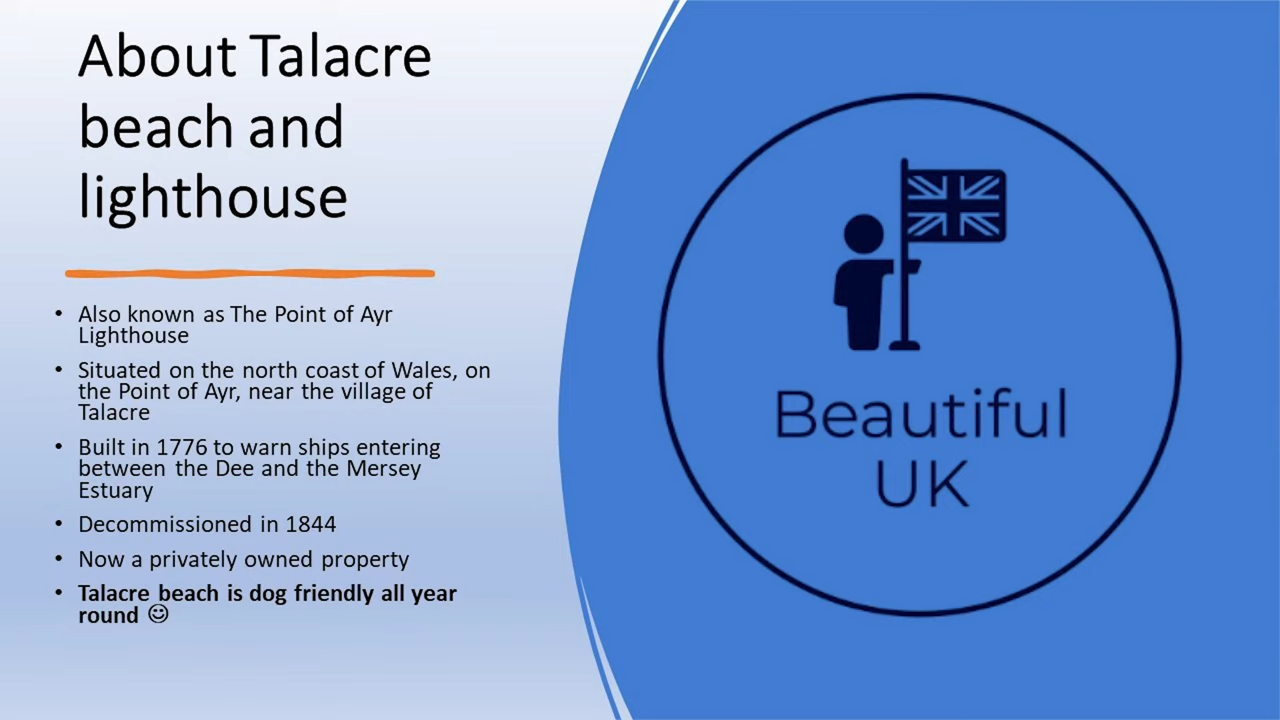 About Talacre
beach and
lighthouse
• Also known as The Point of Ayr
Lighthouse
• Situated on the north coast of Wales, on
the Point of Ayr, near the village of
Talacre
• Built in 1776 to warn ships entering
between the Dee and the Mersey
Estuary
• Decommissioned in 1844
• Now a privately owned property
• Talacre beach is dog friendly all year
round ☺
Beautiful
UK